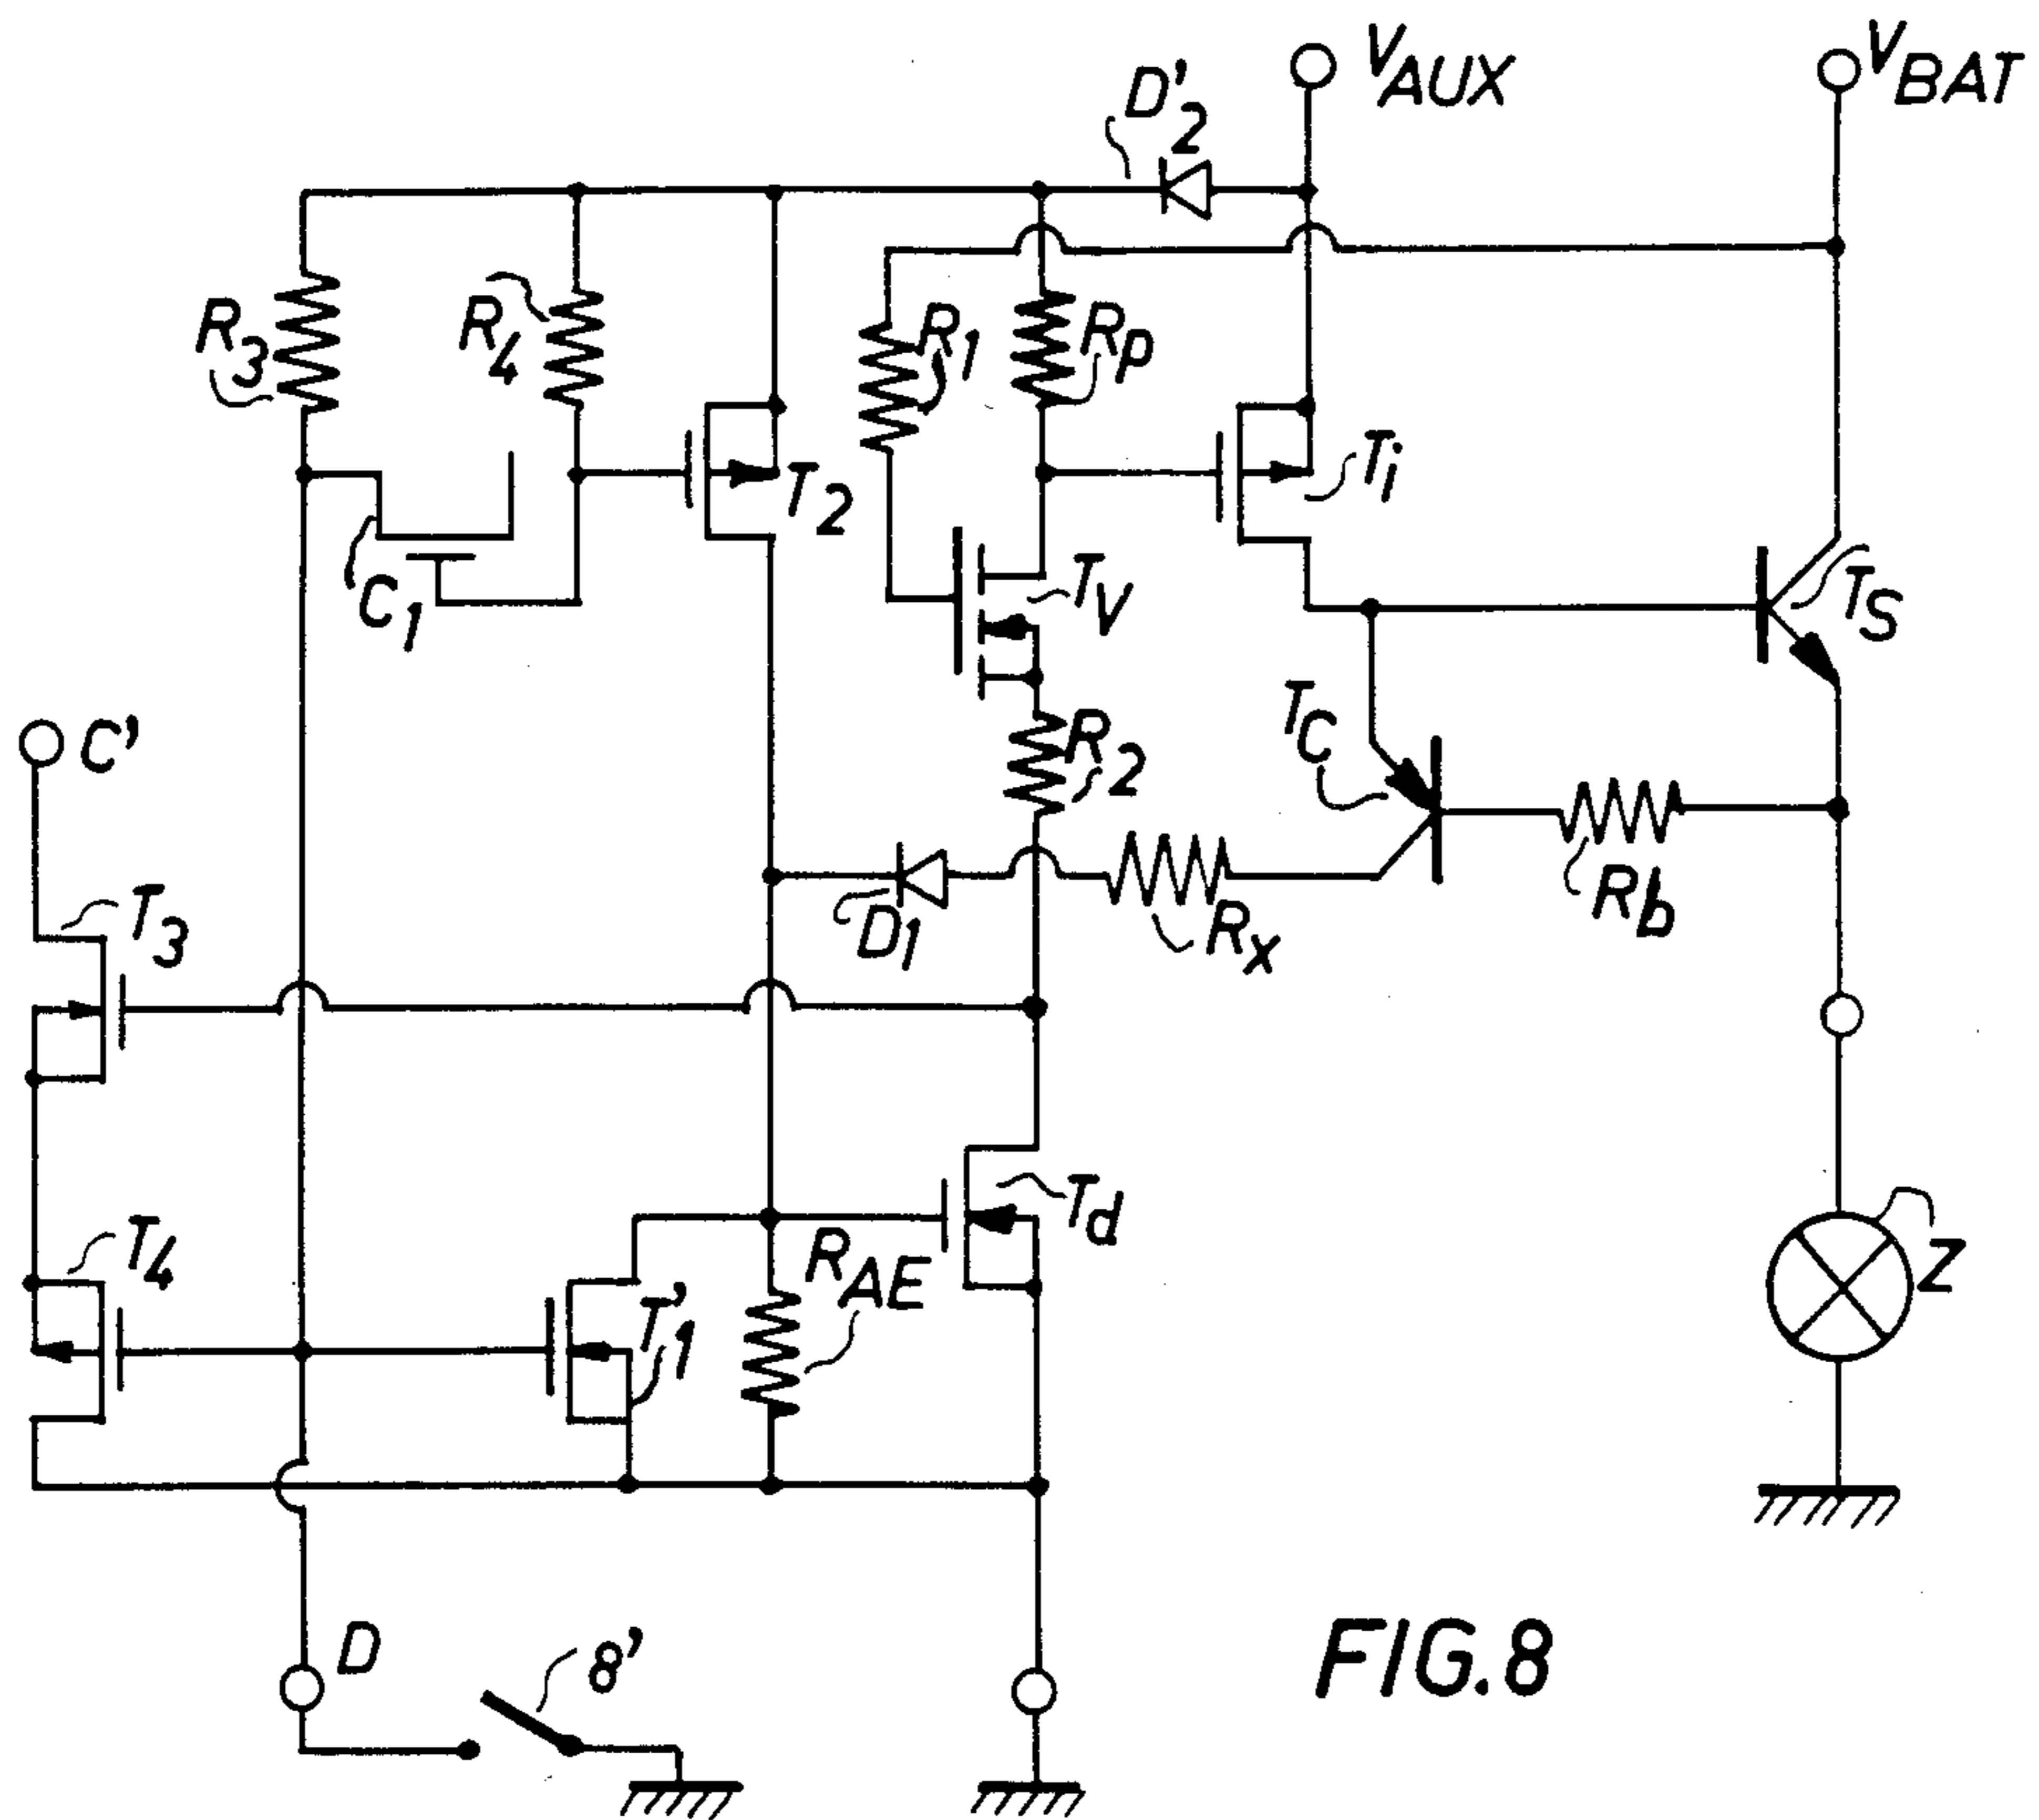 V_AUX
V_BAT
D'2
R3
R4
R1
Rp
T2
Ti
C1
TV
TS
TC
R2
C'
Rb
T3
D1
Rx
Td
T4
RAE
T'1
Z
D
8'
FIG.8